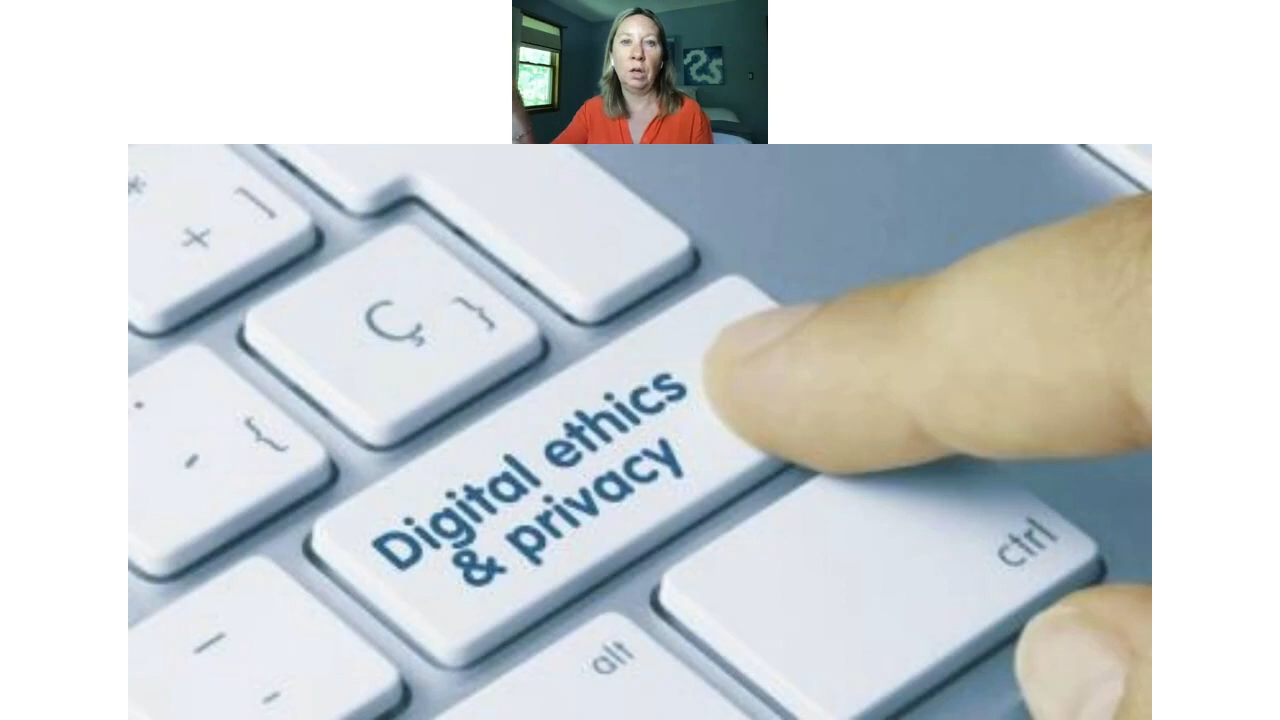 * ]
+
Ç }
{
-
Digital ethics
& privacy
ctrl
alt